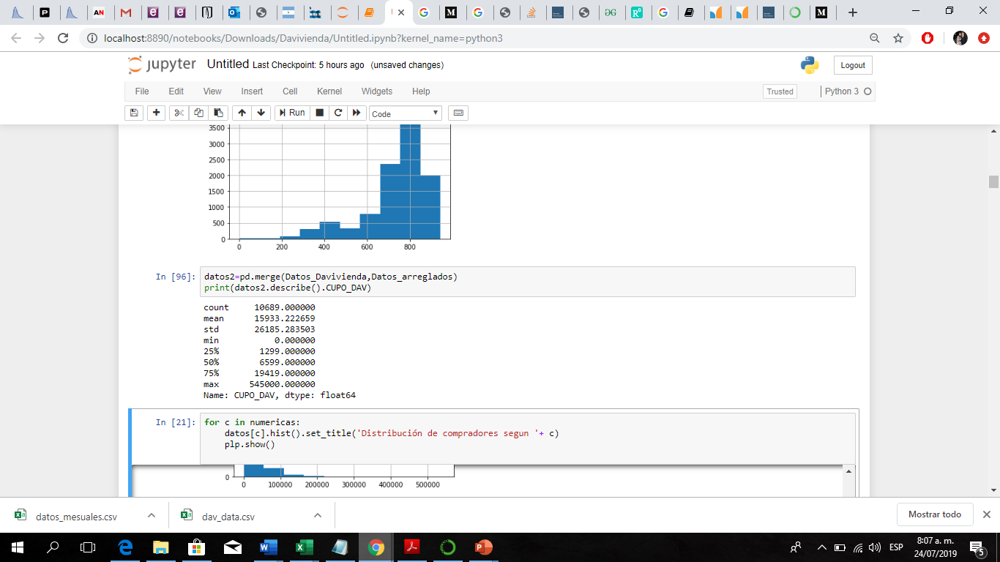 localhost:8890/notebooks/Downloads/Davivienda/Untitled.ipynb?kernel_name=python3
jupyter Untitled Last Checkpoint: 5 hours ago (unsaved changes) Logout
File Edit View Insert Cell Kernel Widgets Help Trusted Python 3
Run Code
3500
3000
2500
2000
1500
1000
500
0
0 200 400 600 800
In [96]: datos2=pd.merge(Datos_Davivienda,Datos_arreglados)
print(datos2.describe().CUPO_DAV)
count 10689.000000
mean 15933.222659
std 26185.283503
min 0.000000
25% 1299.000000
50% 6599.000000
75% 19419.000000
max 545000.000000
Name: CUPO_DAV, dtype: float64
In [21]: for c in numericas:
datos[c].hist().set_title('Distribución de compradores segun '+ c)
plp.show()
0
0 100000 200000 300000 400000 500000
datos_mesuales.csv dav_data.csv Mostrar todo
ESP 8:07 a. m.
24/07/2019 5